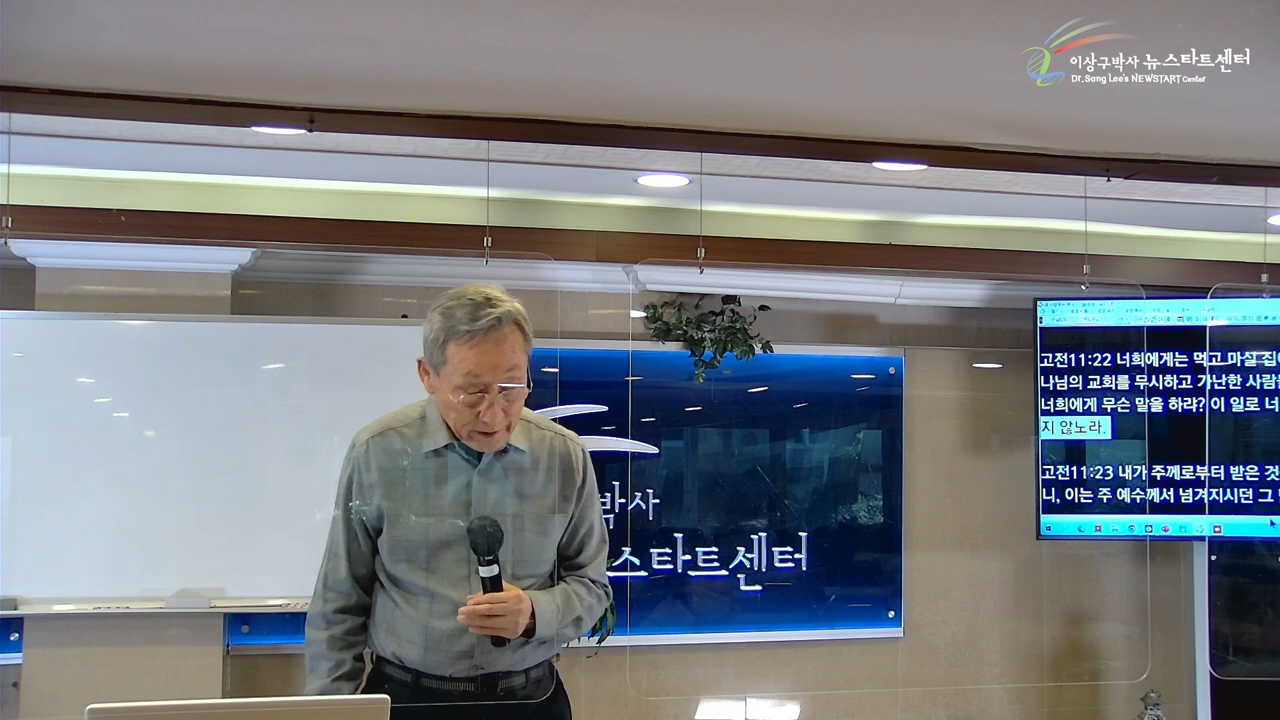 이상구박사 뉴스타트센터
Dr. Sang Lee's NEWSTART Center
박사
스타트센터
고전11:22 너희에게는 먹고 마실 집이
나님의 교회를 무시하고 가난한 사람들
너희에게 무슨 말을 하랴? 이 일로 너
지 않노라.
고전11:23 내가 주께로부터 받은 것
니, 이는 주 예수께서 넘겨지시던 그